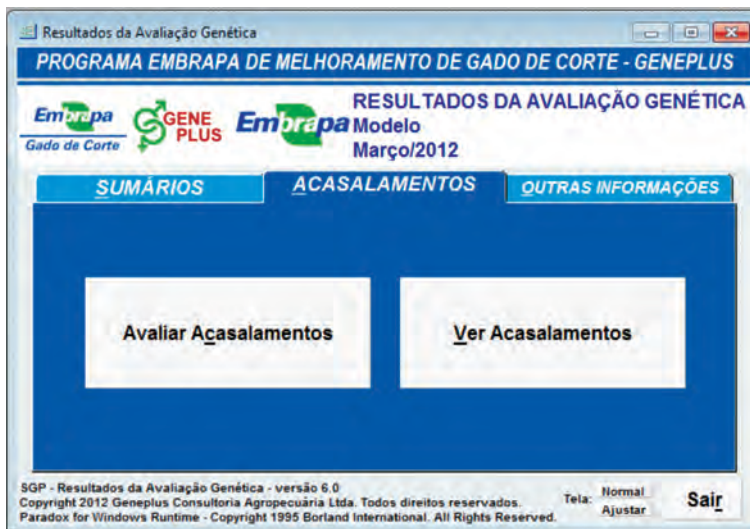 Resultados da Avaliação Genética
PROGRAMA EMBRAPA DE MELHORAMENTO DE GADO DE CORTE - GENEPLUS
Embrapa
Gado de Corte
GENE
PLUS
Embrapa
RESULTADOS DA AVALIAÇÃO GENÉTICA
Modelo
Março/2012
SUMÁRIOS
ACASALAMENTOS
OUTRAS INFORMAÇÕES
Avaliar Acasalamentos
Ver Acasalamentos
SGP - Resultados da Avaliação Genética - versão 6.0
Copyright 2012 Geneplus Consultoria Agropecuária Ltda. Todos direitos reservados.
Paradox for Windows Runtime - Copyright 1995 Borland International. All Rights Reserved.
Tela:
Normal
Ajustar
Sair